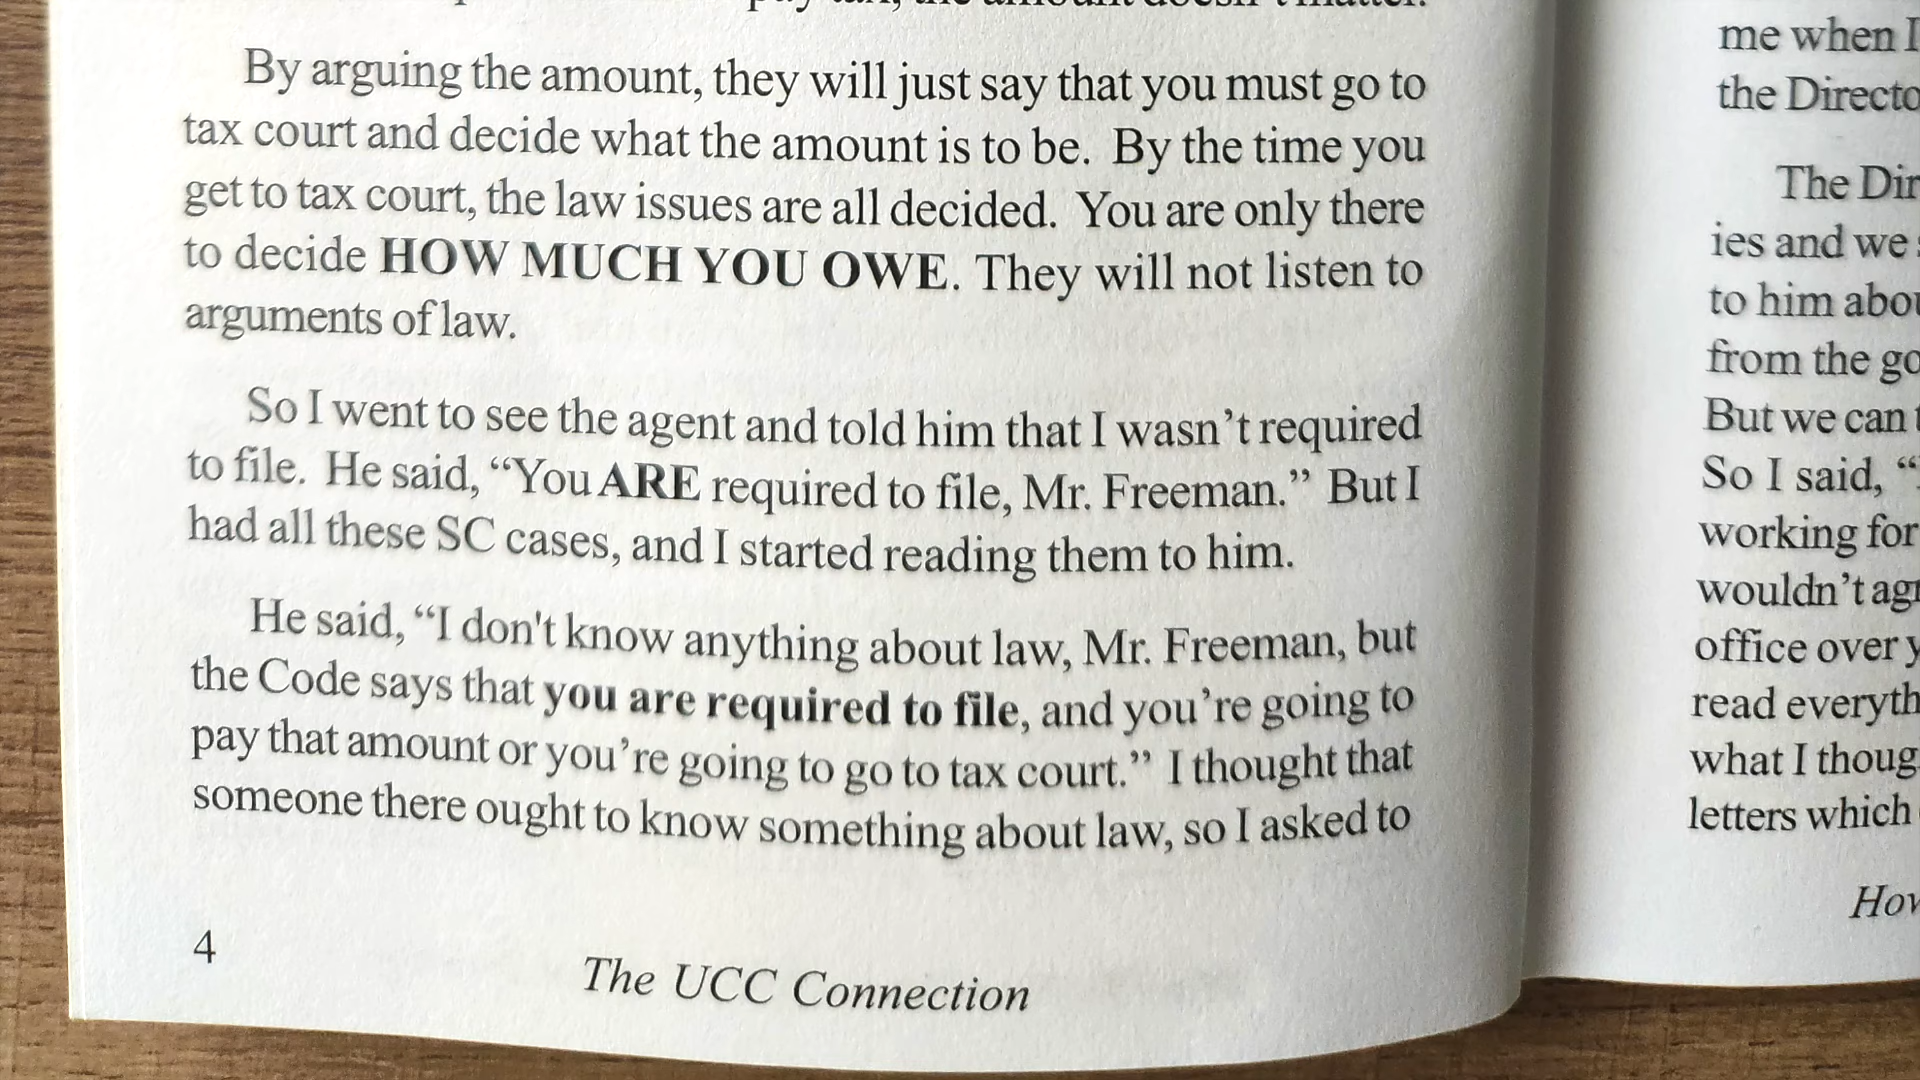 pay tax, the amount doesn't matter.
By arguing the amount, they will just say that you must go to
tax court and decide what the amount is to be. By the time you
get to tax court, the law issues are all decided. You are only there
to decide HOW MUCH YOU OWE. They will not listen to
arguments of law.
So I went to see the agent and told him that I wasn't required
to file. He said, “You ARE required to file, Mr. Freeman.” But I
had all these SC cases, and I started reading them to him.
He said, “I don't know anything about law, Mr. Freeman, but
the Code says that you are required to file, and you're going to
pay that amount or you're going to go to tax court.” I thought that
someone there ought to know something about law, so I asked to
4
The UCC Connection
me when I
the
The
ies and we
to him
from the
But we can
So I said,
working for
wouldn't
office over
read
what I
letters which